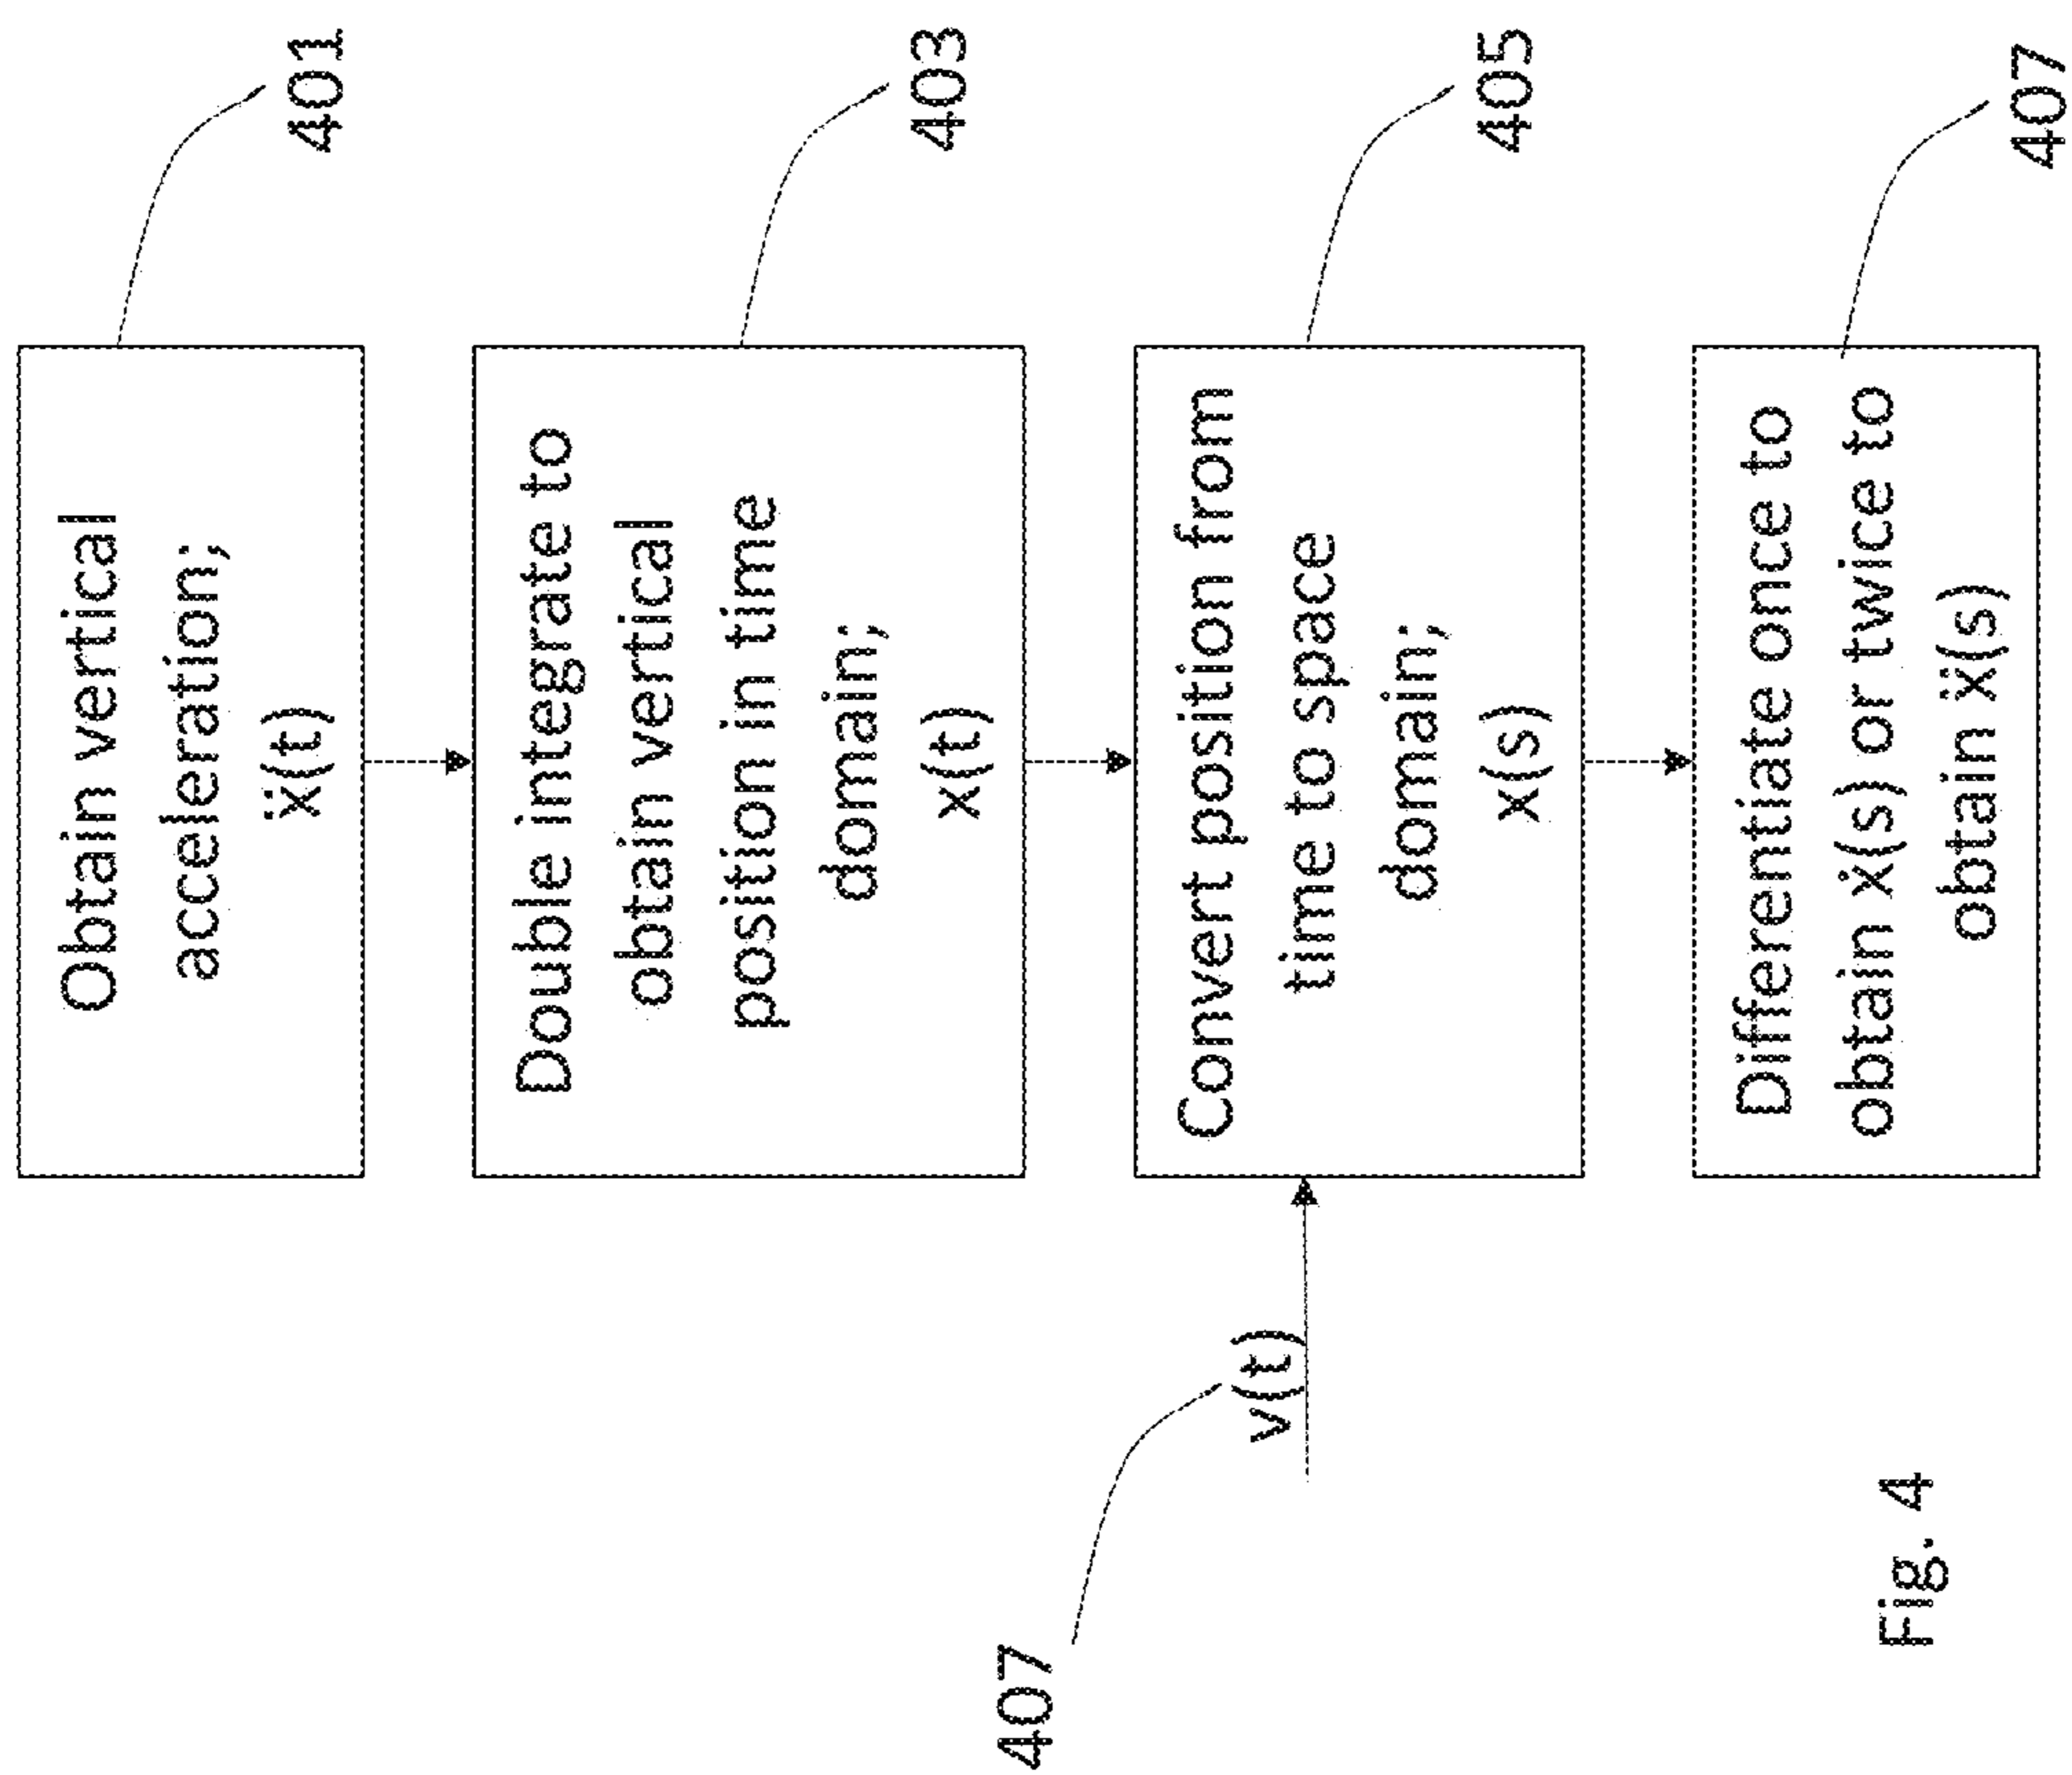 Obtain vertical
acceleration;
ẍ(t)
401
Double integrate to
obtain vertical
position in time
domain;
x(t)
403
Convert position from
time to space
domain;
x(s)
405
407
v(t)
Differentiate once to
obtain ẋ(s) or twice to
obtain ẍ(s)
407
Fig. 4